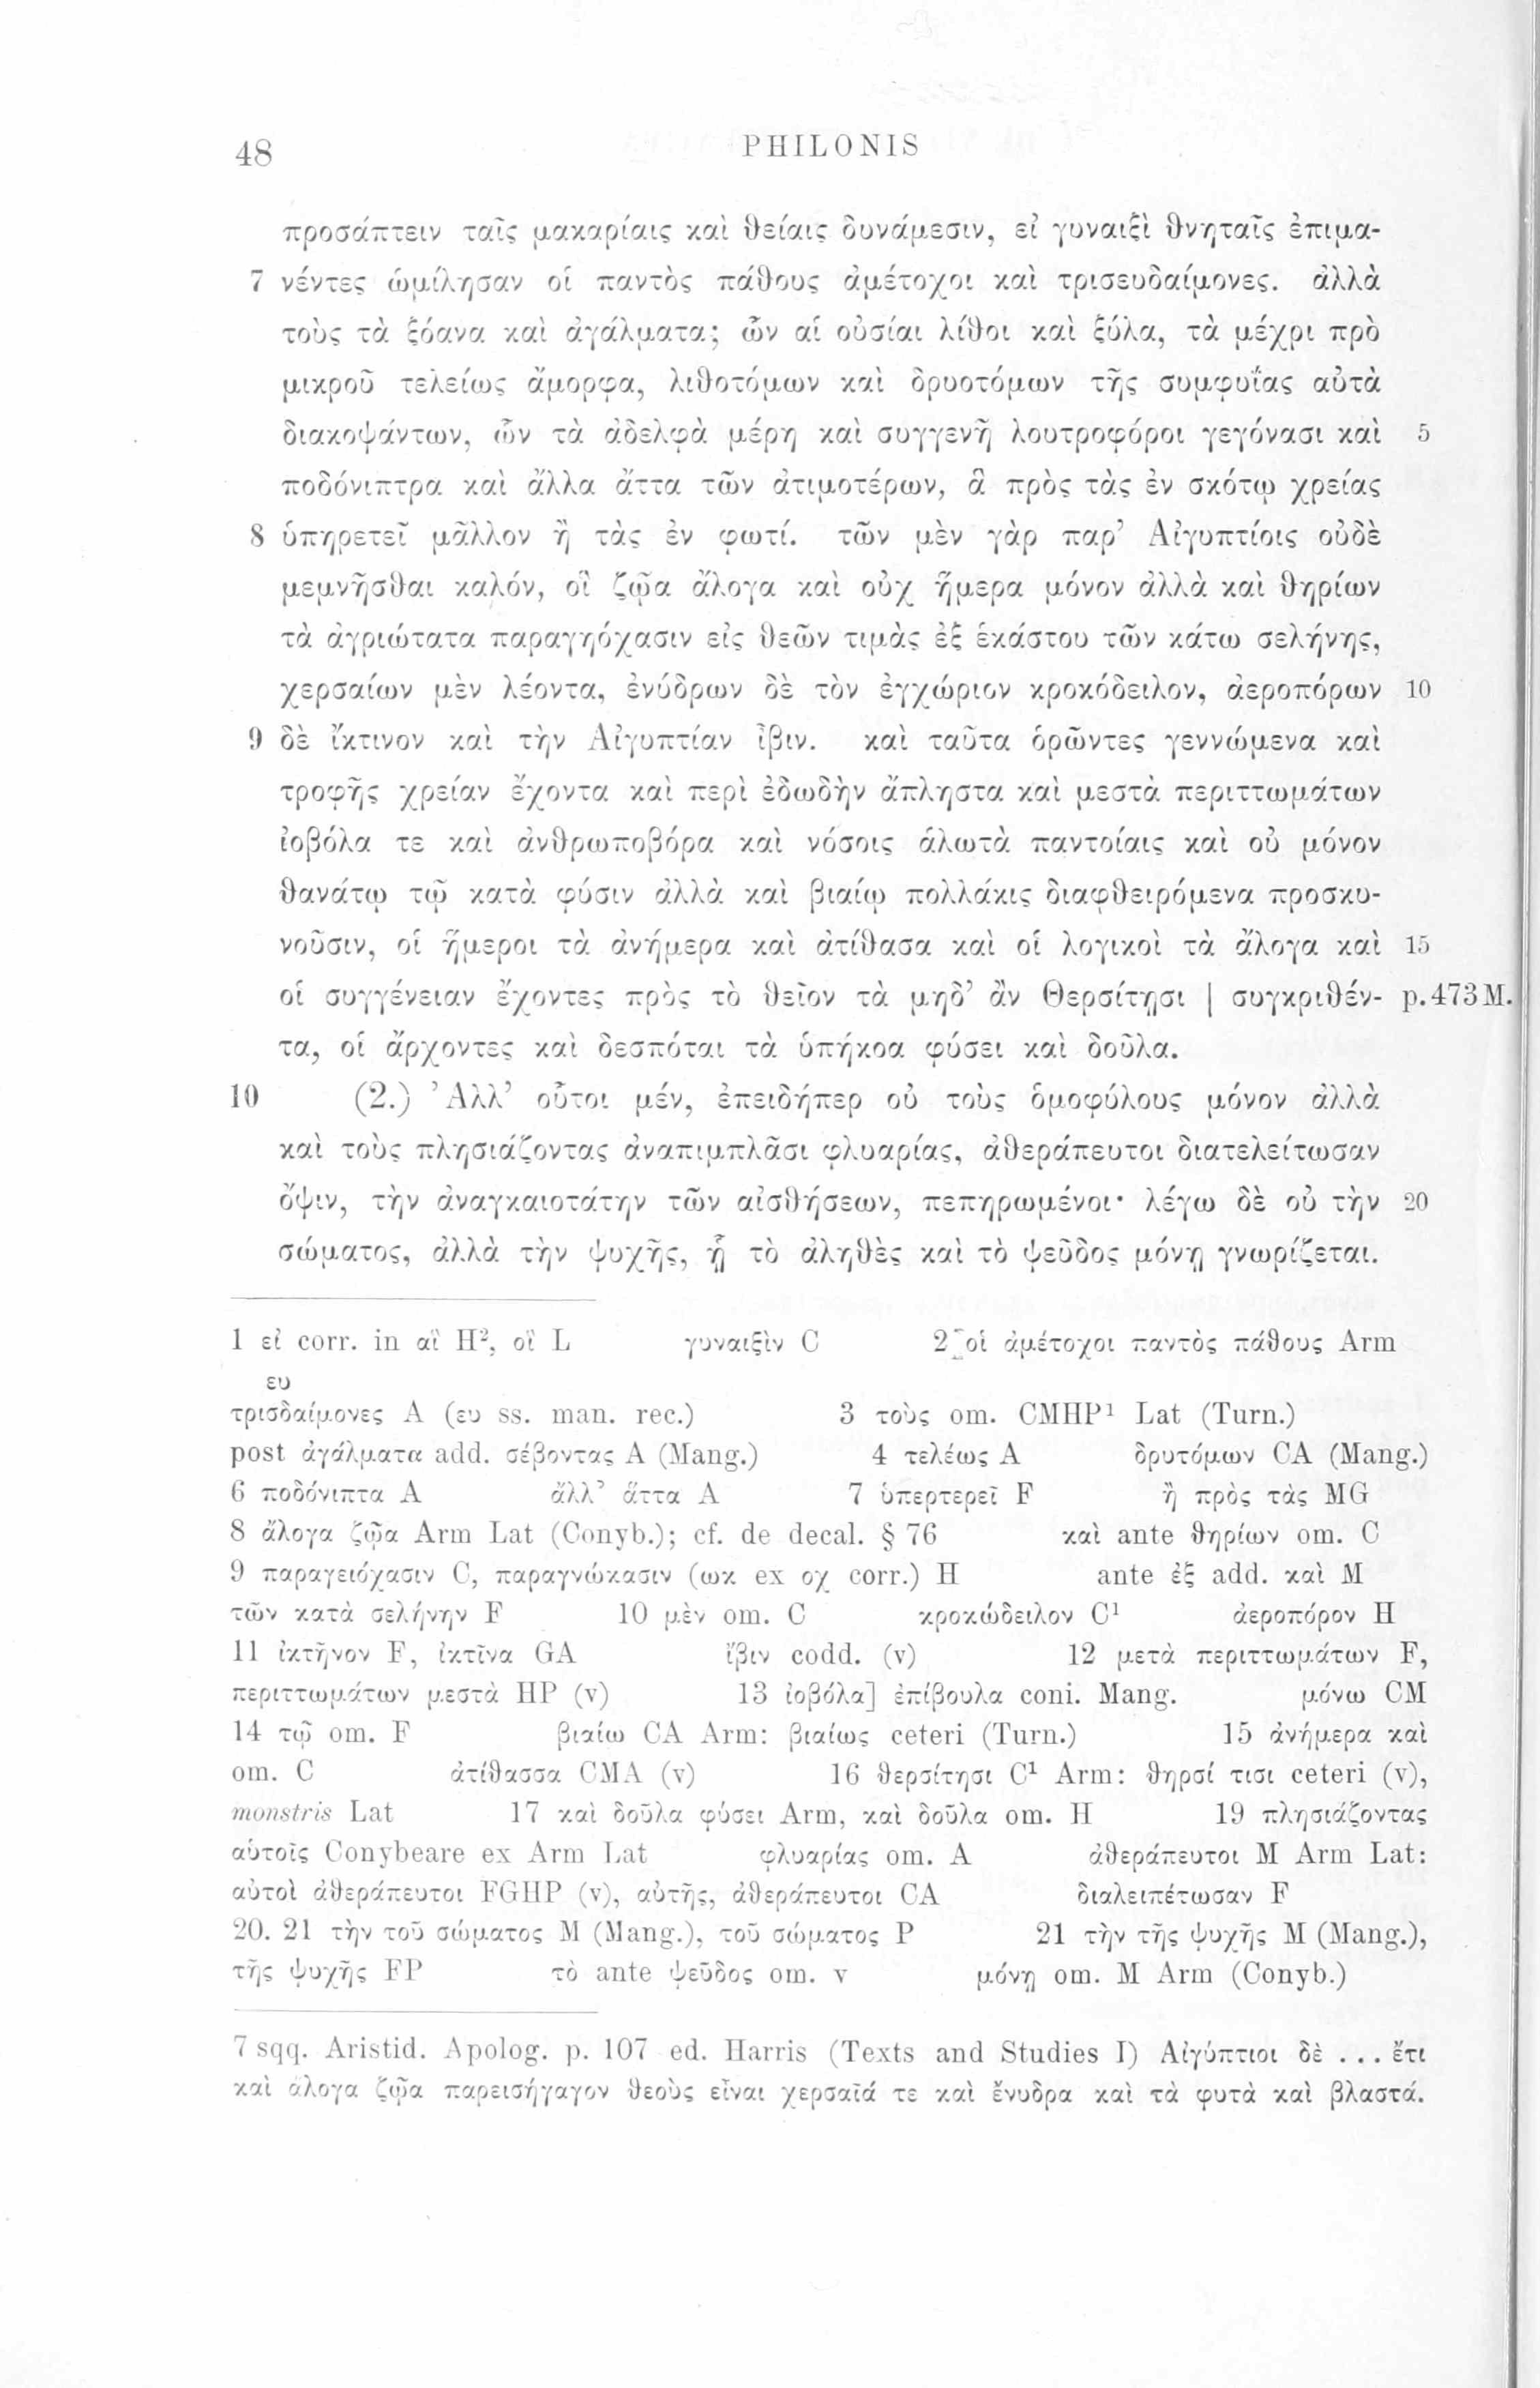 48 PHILONIS
προσάπτειν ταῖς μακαρίαις καὶ θείαις δυνάμεσιν, εἰ γυναιξὶ θνηταῖς ἐπιμα-
7 νέντες ὡμίλησαν οἱ παντὸς πάθους ἀμέτοχοι καὶ τρισευδαίμονες. ἀλλὰ
τοὺς τὰ ξόανα καὶ ἀγάλματα; ὧν αἱ οὐσίαι λίθοι καὶ ξύλα, τὰ μέχρι πρὸ
μικροῦ τελείως ἄμορφα, λιθοτόμων καὶ δρυοτόμων τῆς συμφυΐας αὐτὰ
διακοψάντων, ὧν τὰ ἀδελφὰ μέρη καὶ συγγενῆ λουτροφόροι γεγόνασι καὶ 5
ποδόνιπτρα καὶ ἄλλα ἄττα τῶν ἀτιμοτέρων, ἃ πρὸς τὰς ἐν σκότῳ χρείας
8 ὑπηρετεῖ μᾶλλον ἢ τὰς ἐν φωτί. τῶν μὲν γὰρ παρ’ Αἰγυπτίοις οὐδὲ
μεμνῆσθαι καλόν, οἳ ζῷα ἄλογα καὶ οὐχ ἥμερα μόνον ἀλλὰ καὶ θηρίων
τὰ ἀγριώτατα παραγηόχασιν εἰς θεῶν τιμὰς ἐξ ἑκάστου τῶν κάτω σελήνης,
χερσαίων μὲν λέοντα, ἐνύδρων δὲ τὸν ἐγχώριον κροκόδειλον, ἀεροπόρων 10
9 δὲ ἴκτινον καὶ τὴν Αἰγυπτίαν ἶβιν. καὶ ταῦτα ὁρῶντες γεννώμενα καὶ
τροφῆς χρείαν ἔχοντα καὶ περὶ ἐδωδὴν ἄπληστα καὶ μεστὰ περιττωμάτων
ἰοβόλα τε καὶ ἀνθρωποβόρα καὶ νόσοις ἁλωτὰ παντοίαις καὶ οὐ μόνον
θανάτῳ τῷ κατὰ φύσιν ἀλλὰ καὶ βιαίῳ πολλάκις διαφθειρόμενα προσκυ-
νοῦσιν, οἱ ἥμεροι τὰ ἀνήμερα καὶ ἀτίθασα καὶ οἱ λογικοὶ τὰ ἄλογα καὶ 15
οἱ συγγένειαν ἔχοντες πρὸς τὸ θεῖον τὰ μηδ’ ἂν Θερσίτῃσι | συγκριθέν- p.473M.
τα, οἱ ἄρχοντες καὶ δεσπόται τὰ ὑπήκοα φύσει καὶ δοῦλα.
10 (2.) Ἀλλ’ οὗτοι μέν, ἐπειδήπερ οὐ τοὺς ὁμοφύλους μόνον ἀλλὰ
καὶ τοὺς πλησιάζοντας ἀναπιμπλᾶσι φλυαρίας, ἀθεράπευτοι διατελείτωσαν
ὄψιν, τὴν ἀναγκαιοτάτην τῶν αἰσθήσεων, πεπηρωμένοι· λέγω δὲ οὐ τὴν 20
σώματος, ἀλλὰ τὴν ψυχῆς, ᾗ τὸ ἀληθὲς καὶ τὸ ψεῦδος μόνῃ γνωρίζεται.
1 εἰ corr. in αἳ H², οἳ L γυναιξὶν C 2 οἱ ἀμέτοχοι παντὸς πάθους Arm
ευ
τρισδαίμονες A (ευ ss. man. rec.) 3 τοὺς om. CMHP¹ Lat (Turn.)
post ἀγάλματα add. σέβοντας A (Mang.) 4 τελέως A δρυτόμων CA (Mang.)
6 ποδόνιπτα A ἄλλ’ ἄττα A 7 ὑπερτερεῖ F ἢ πρὸς τὰς MG
8 ἄλογα ζῷα Arm Lat (Conyb.); cf. de decal. § 76 καὶ ante θηρίων om. C
9 παραγειόχασιν C, παραγνώκασιν (ωκ ex οχ corr.) H ante ἐξ add. καὶ M
τῶν κατὰ σελήνην F 10 μὲν om. C κροκώδειλον C¹ ἀεροπόρον H
11 ἰκτῆνον F, ἰκτῖνα GA ἴβιν codd. (v) 12 μετὰ περιττωμάτων F,
περιττωμάτων μεστὰ HP (v) 13 ἰοβόλα] ἐπίβουλα coni. Mang. μόνω CM
14 τῷ om. F βιαίω CA Arm: βιαίως ceteri (Turn.) 15 ἀνήμερα καὶ
om. C ἀτίθασσα CMA (v) 16 θερσίτησι C¹ Arm: θηρσί τισι ceteri (v),
monstris Lat 17 καὶ δοῦλα φύσει Arm, καὶ δοῦλα om. H 19 πλησιάζοντας
αὐτοῖς Conybeare ex Arm Lat φλυαρίας om. A ἀθεράπευτοι M Arm Lat:
αὐτοὶ ἀθεράπευτοι FGHP (v), αὐτῆς, ἀθεράπευτοι CA διαλειπέτωσαν F
20. 21 τὴν τοῦ σώματος M (Mang.), τοῦ σώματος P 21 τὴν τῆς ψυχῆς M (Mang.),
τῆς ψυχῆς FP τὸ ante ψεῦδος om. v μόνῃ om. M Arm (Conyb.)
7 sqq. Aristid. Apolog. p. 107 ed. Harris (Texts and Studies I) Αἰγύπτιοι δὲ ... ἔτι
καὶ ἄλογα ζῷα παρεισήγαγον θεοὺς εἶναι χερσαῖά τε καὶ ἔνυδρα καὶ τὰ φυτὰ καὶ βλαστά.